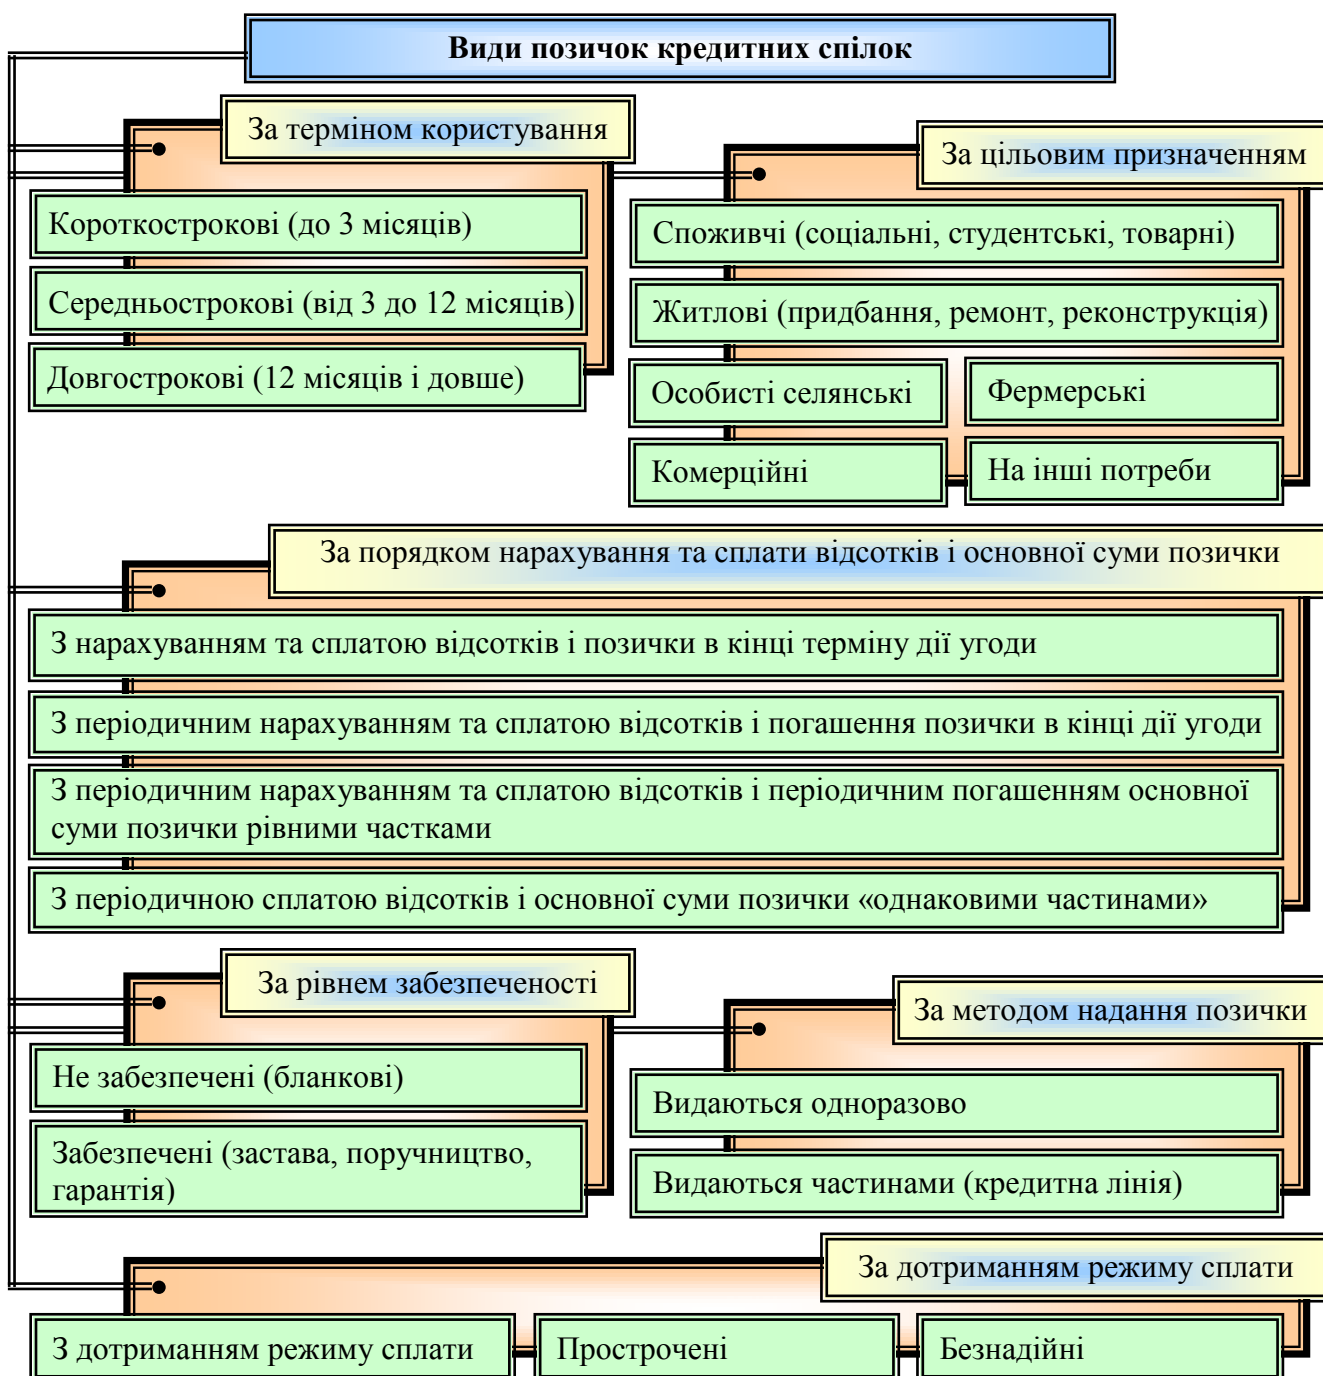 Види позичок кредитних спілок
За терміном користування
Короткострокові (до 3 місяців)
Середньострокові (від 3 до 12 місяців)
Довгострокові (12 місяців і довше)
За цільовим призначенням
Споживчі (соціальні, студентські, товарні)
Житлові (придбання, ремонт, реконструкція)
Особисті селянські
Фермерські
Комерційні
На інші потреби
За порядком нарахування та сплати відсотків і основної суми позички
З нарахуванням та сплатою відсотків і позички в кінці терміну дії угоди
З періодичним нарахуванням та сплатою відсотків і погашення позички в кінці дії угоди
З періодичним нарахуванням та сплатою відсотків і періодичним погашенням основної
суми позички рівними частками
З періодичною сплатою відсотків і основної суми позички «однаковими частинами»
За рівнем забезпеченості
Не забезпечені (бланкові)
Забезпечені (застава, поручництво,
гарантія)
За методом надання позички
Видаються одноразово
Видаються частинами (кредитна лінія)
За дотриманням режиму сплати
З дотриманням режиму сплати
Прострочені
Безнадійні